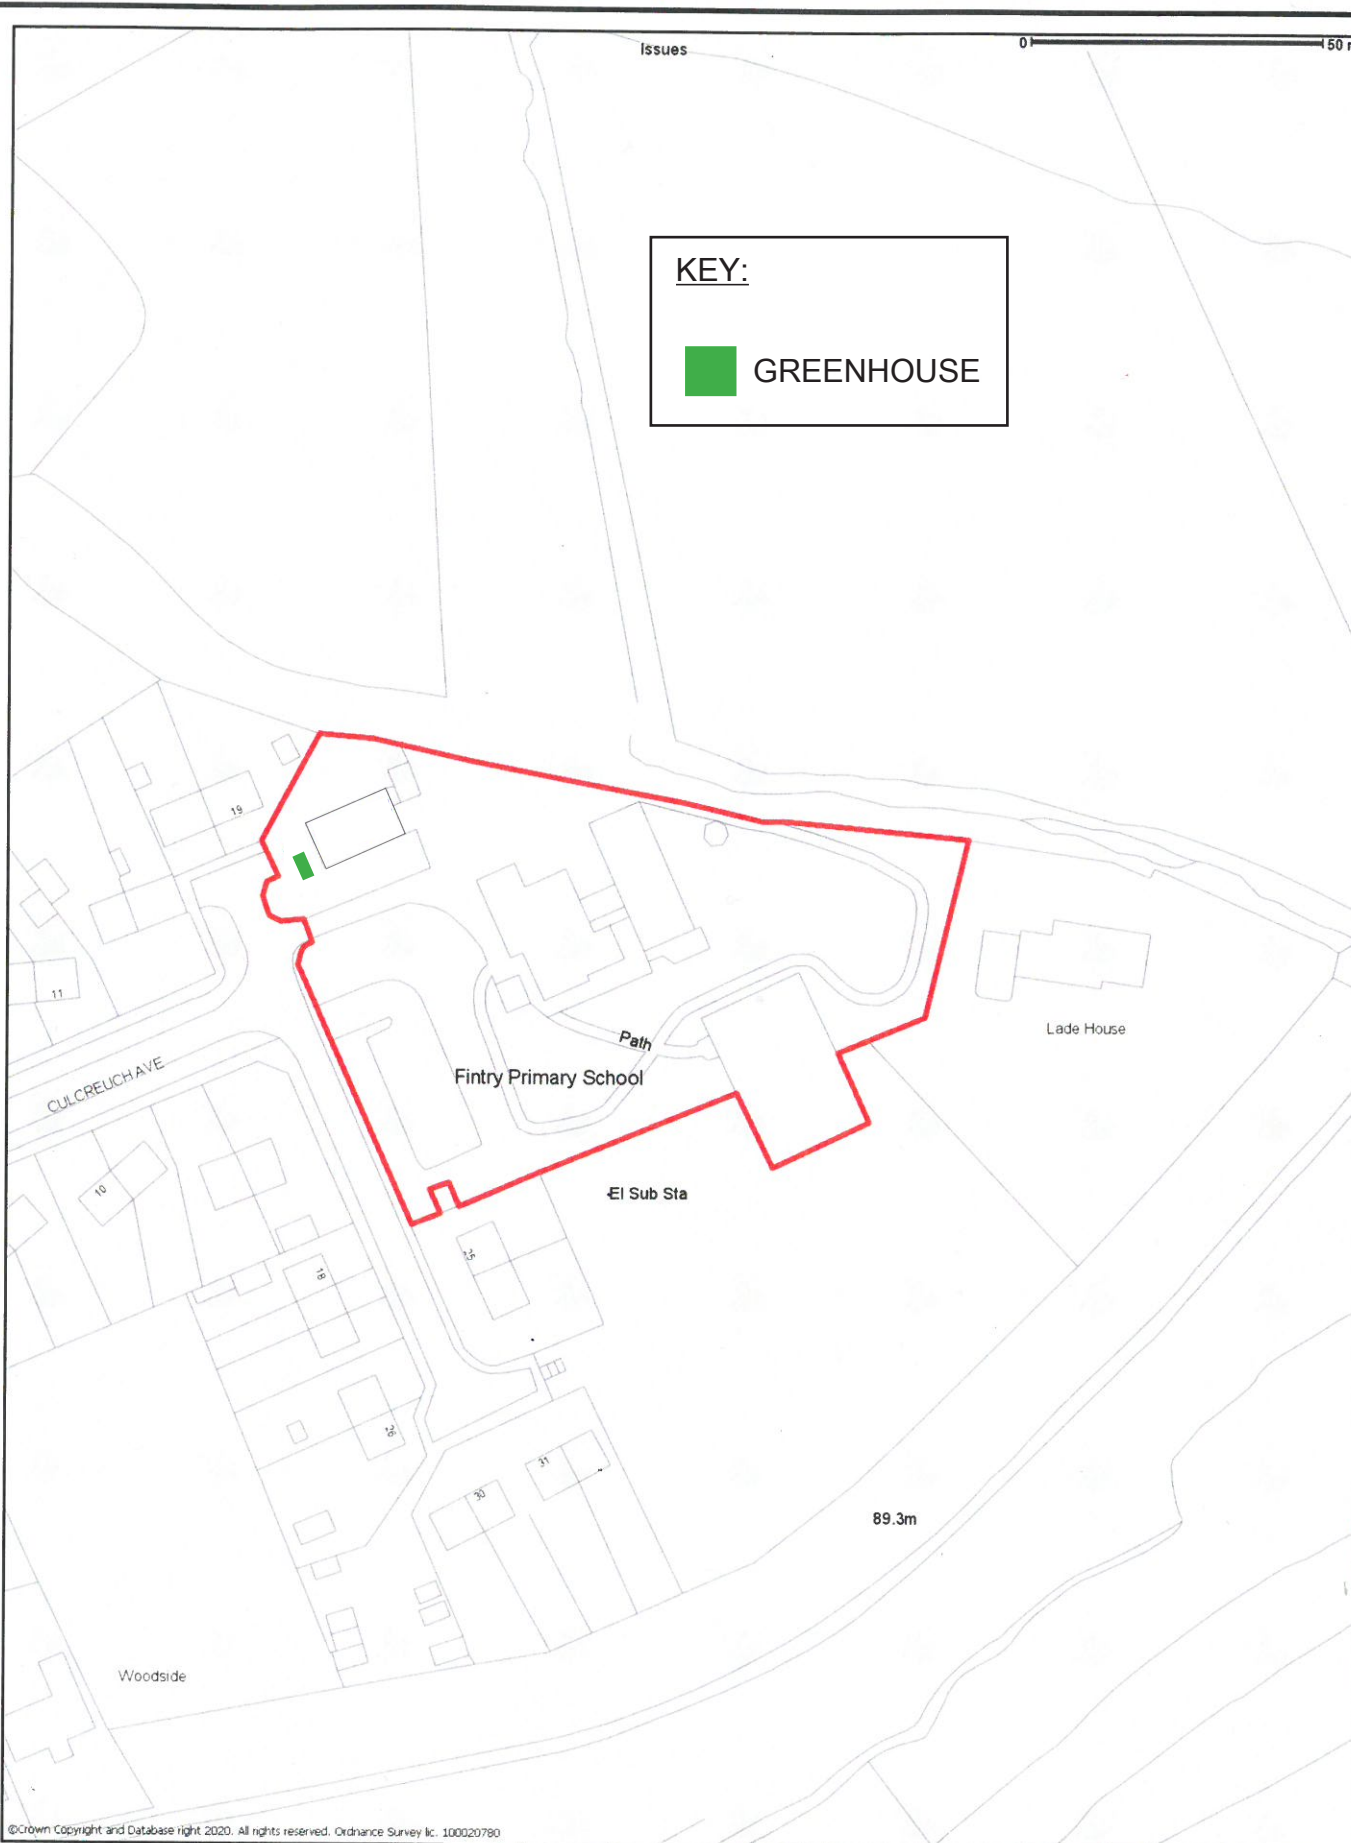 Issues
0 50 m
KEY:
GREENHOUSE
19
11
Lade House
Path
Fintry Primary School
CULCREUCH AVE
10
El Sub Sta
25
18
26
31
30
89.3m
Woodside
©Crown Copyright and Database right 2020. All rights reserved. Ordnance Survey lic. 100020780